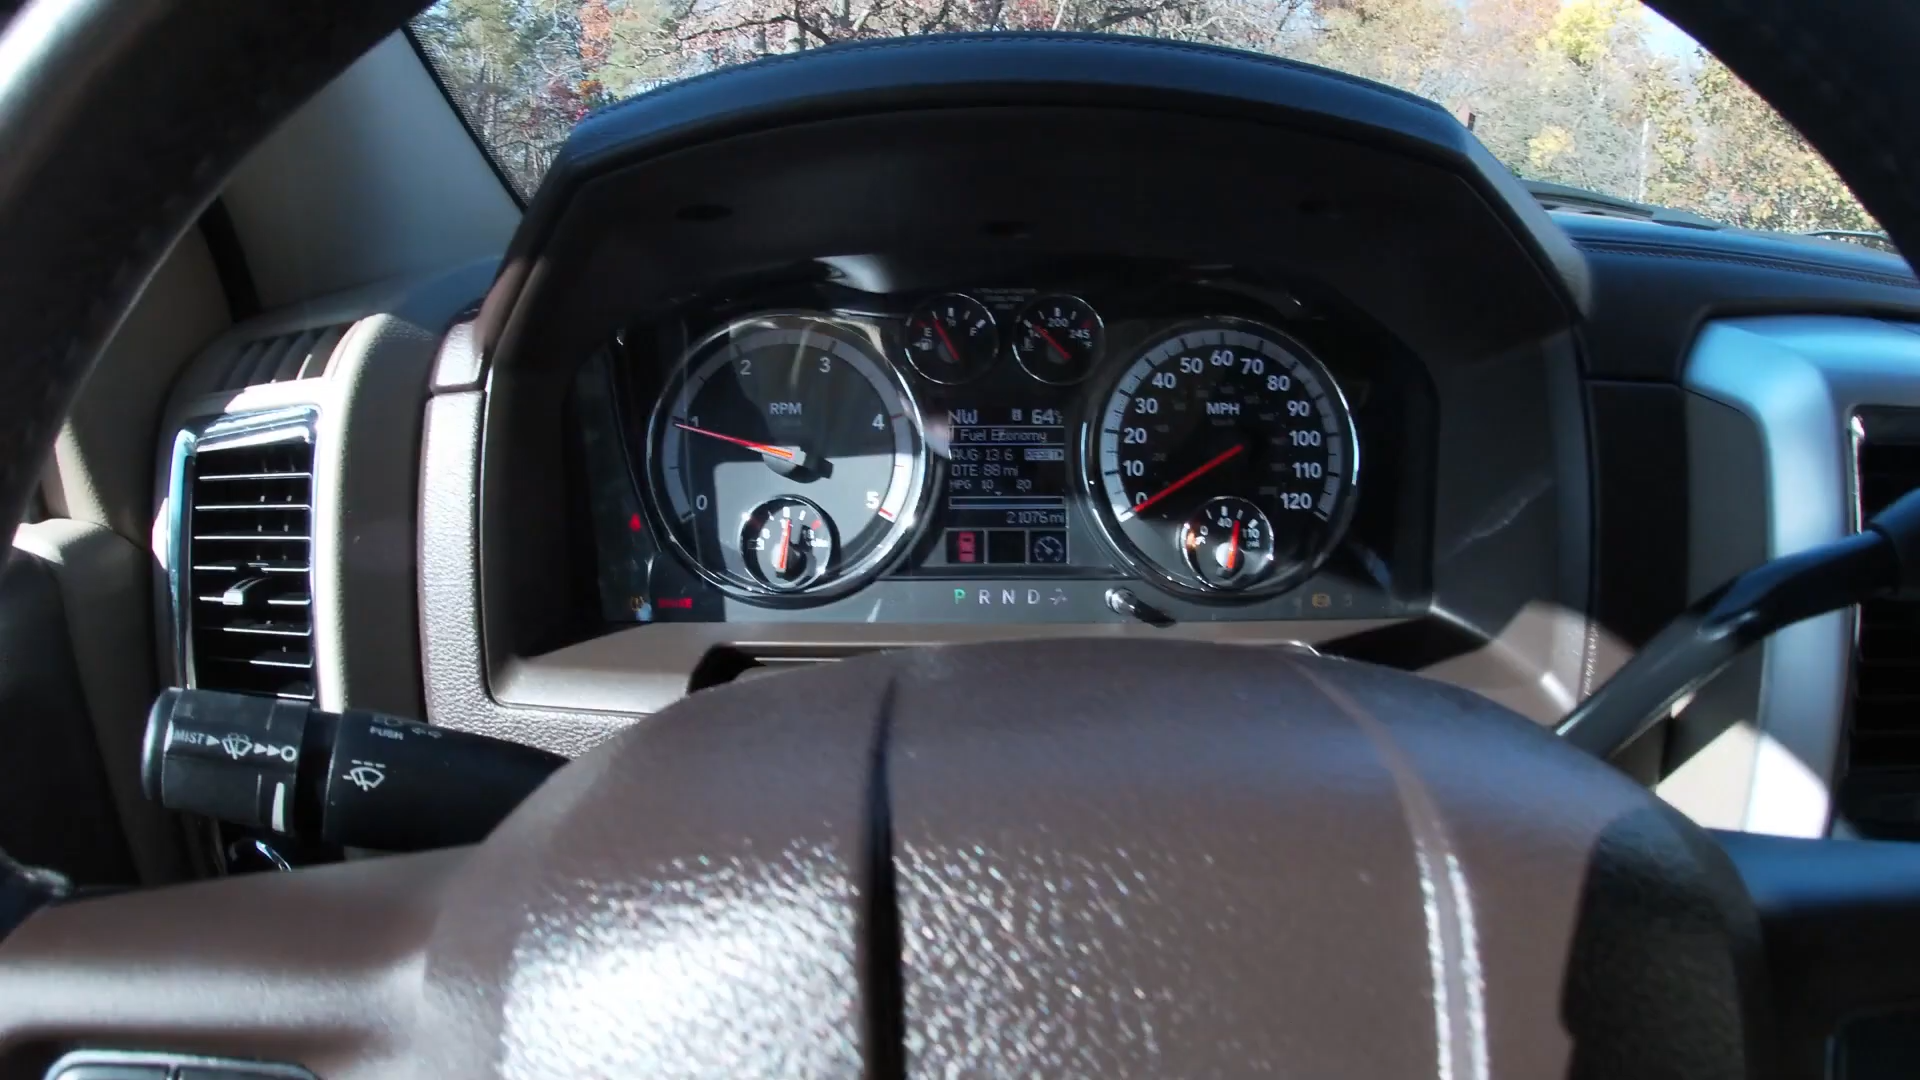 E F
200
245
1 2 3 4 5 0
RPM
0 10 20 30 40 50 60 70 80 90 100 110 120
MPH
NW 64°F
Fuel Economy
AVG 13.6 RESET
DTE: 88 mi
MPG 10 20
21076 mi
40 110
P R N D
MIST
PUSH